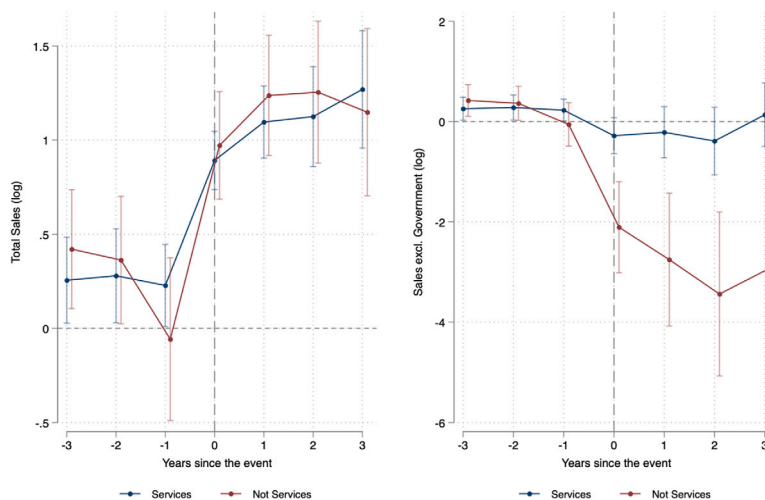 Total Sales (log)
1.5
1
.5
0
-.5
-3 -2 -1 0 1 2 3
Years since the event
Services Not Services
Sales excl. Government (log)
2
0
-2
-4
-6
-3 -2 -1 0 1 2 3
Years since the event
Services Not Services